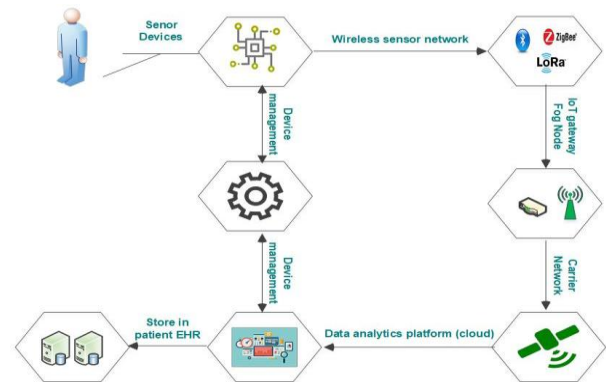 Senor
Devices
Wireless sensor network
ZigBee
LoRa
Device
management
IoT gateway
Fog Node
Device
management
Carrier
Network
Store in
patient EHR
Data analytics platform (cloud)